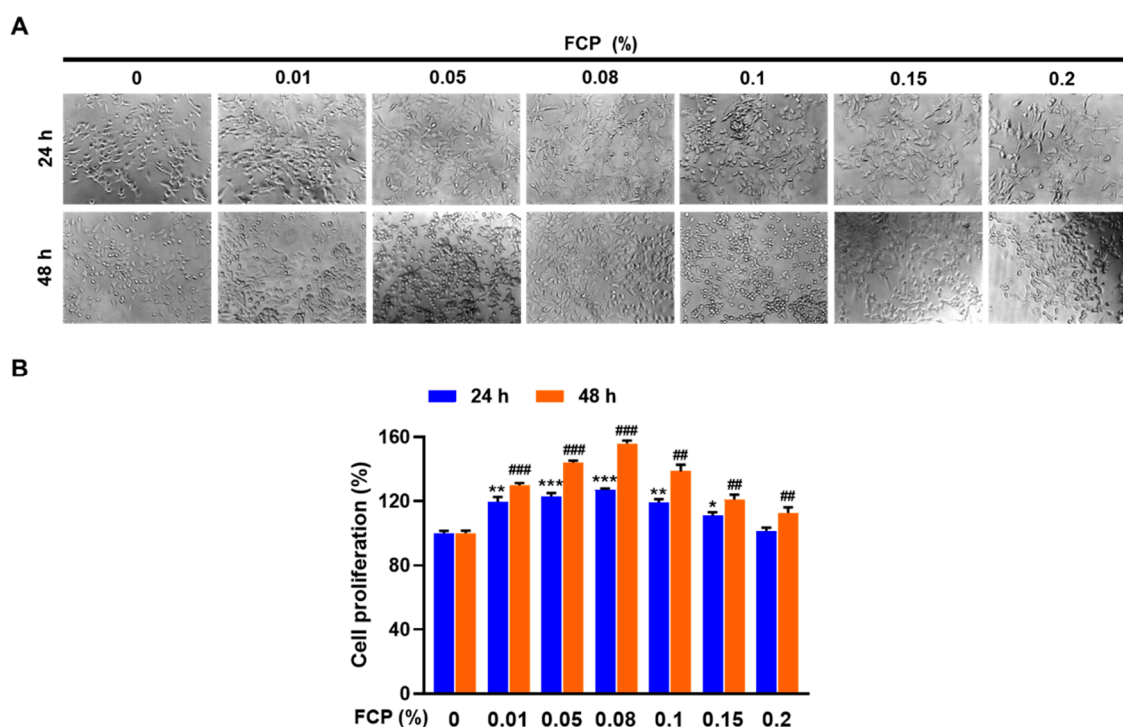 A
FCP (%)
0 0.01 0.05 0.08 0.1 0.15 0.2
24 h
48 h
B
24 h 48 h
Cell proliferation (%)
160
120
80
40
0
** ### *** ### *** ### ** ## * ## ##
FCP (%) 0 0.01 0.05 0.08 0.1 0.15 0.2